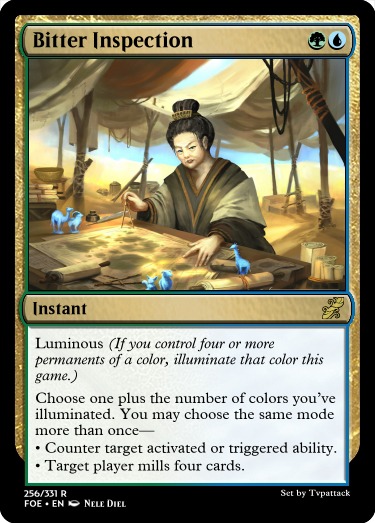 Bitter Inspection
Instant
Luminous (If you control four or more
permanents of a color, illuminate that color this
game.)
Choose one plus the number of colors you've
illuminated. You may choose the same mode
more than once—
• Counter target activated or triggered ability.
• Target player mills four cards.
256/331 R
FOE • EN Nele Diel
Set by Tvpattack